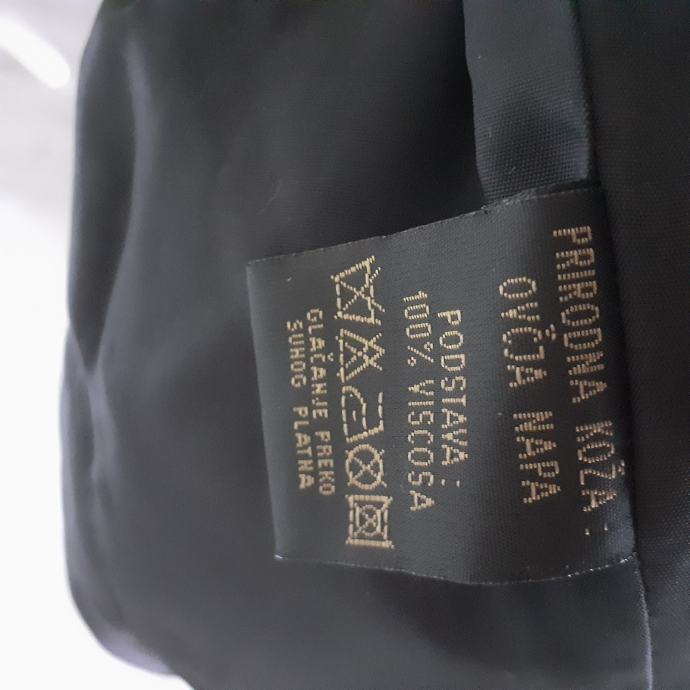 PRIRODNA KOŽA:
OVČJA NAPA
PODSTAVA:
100% VISCOSA
GLAČANJE PREKO
SUHOG PLATNA